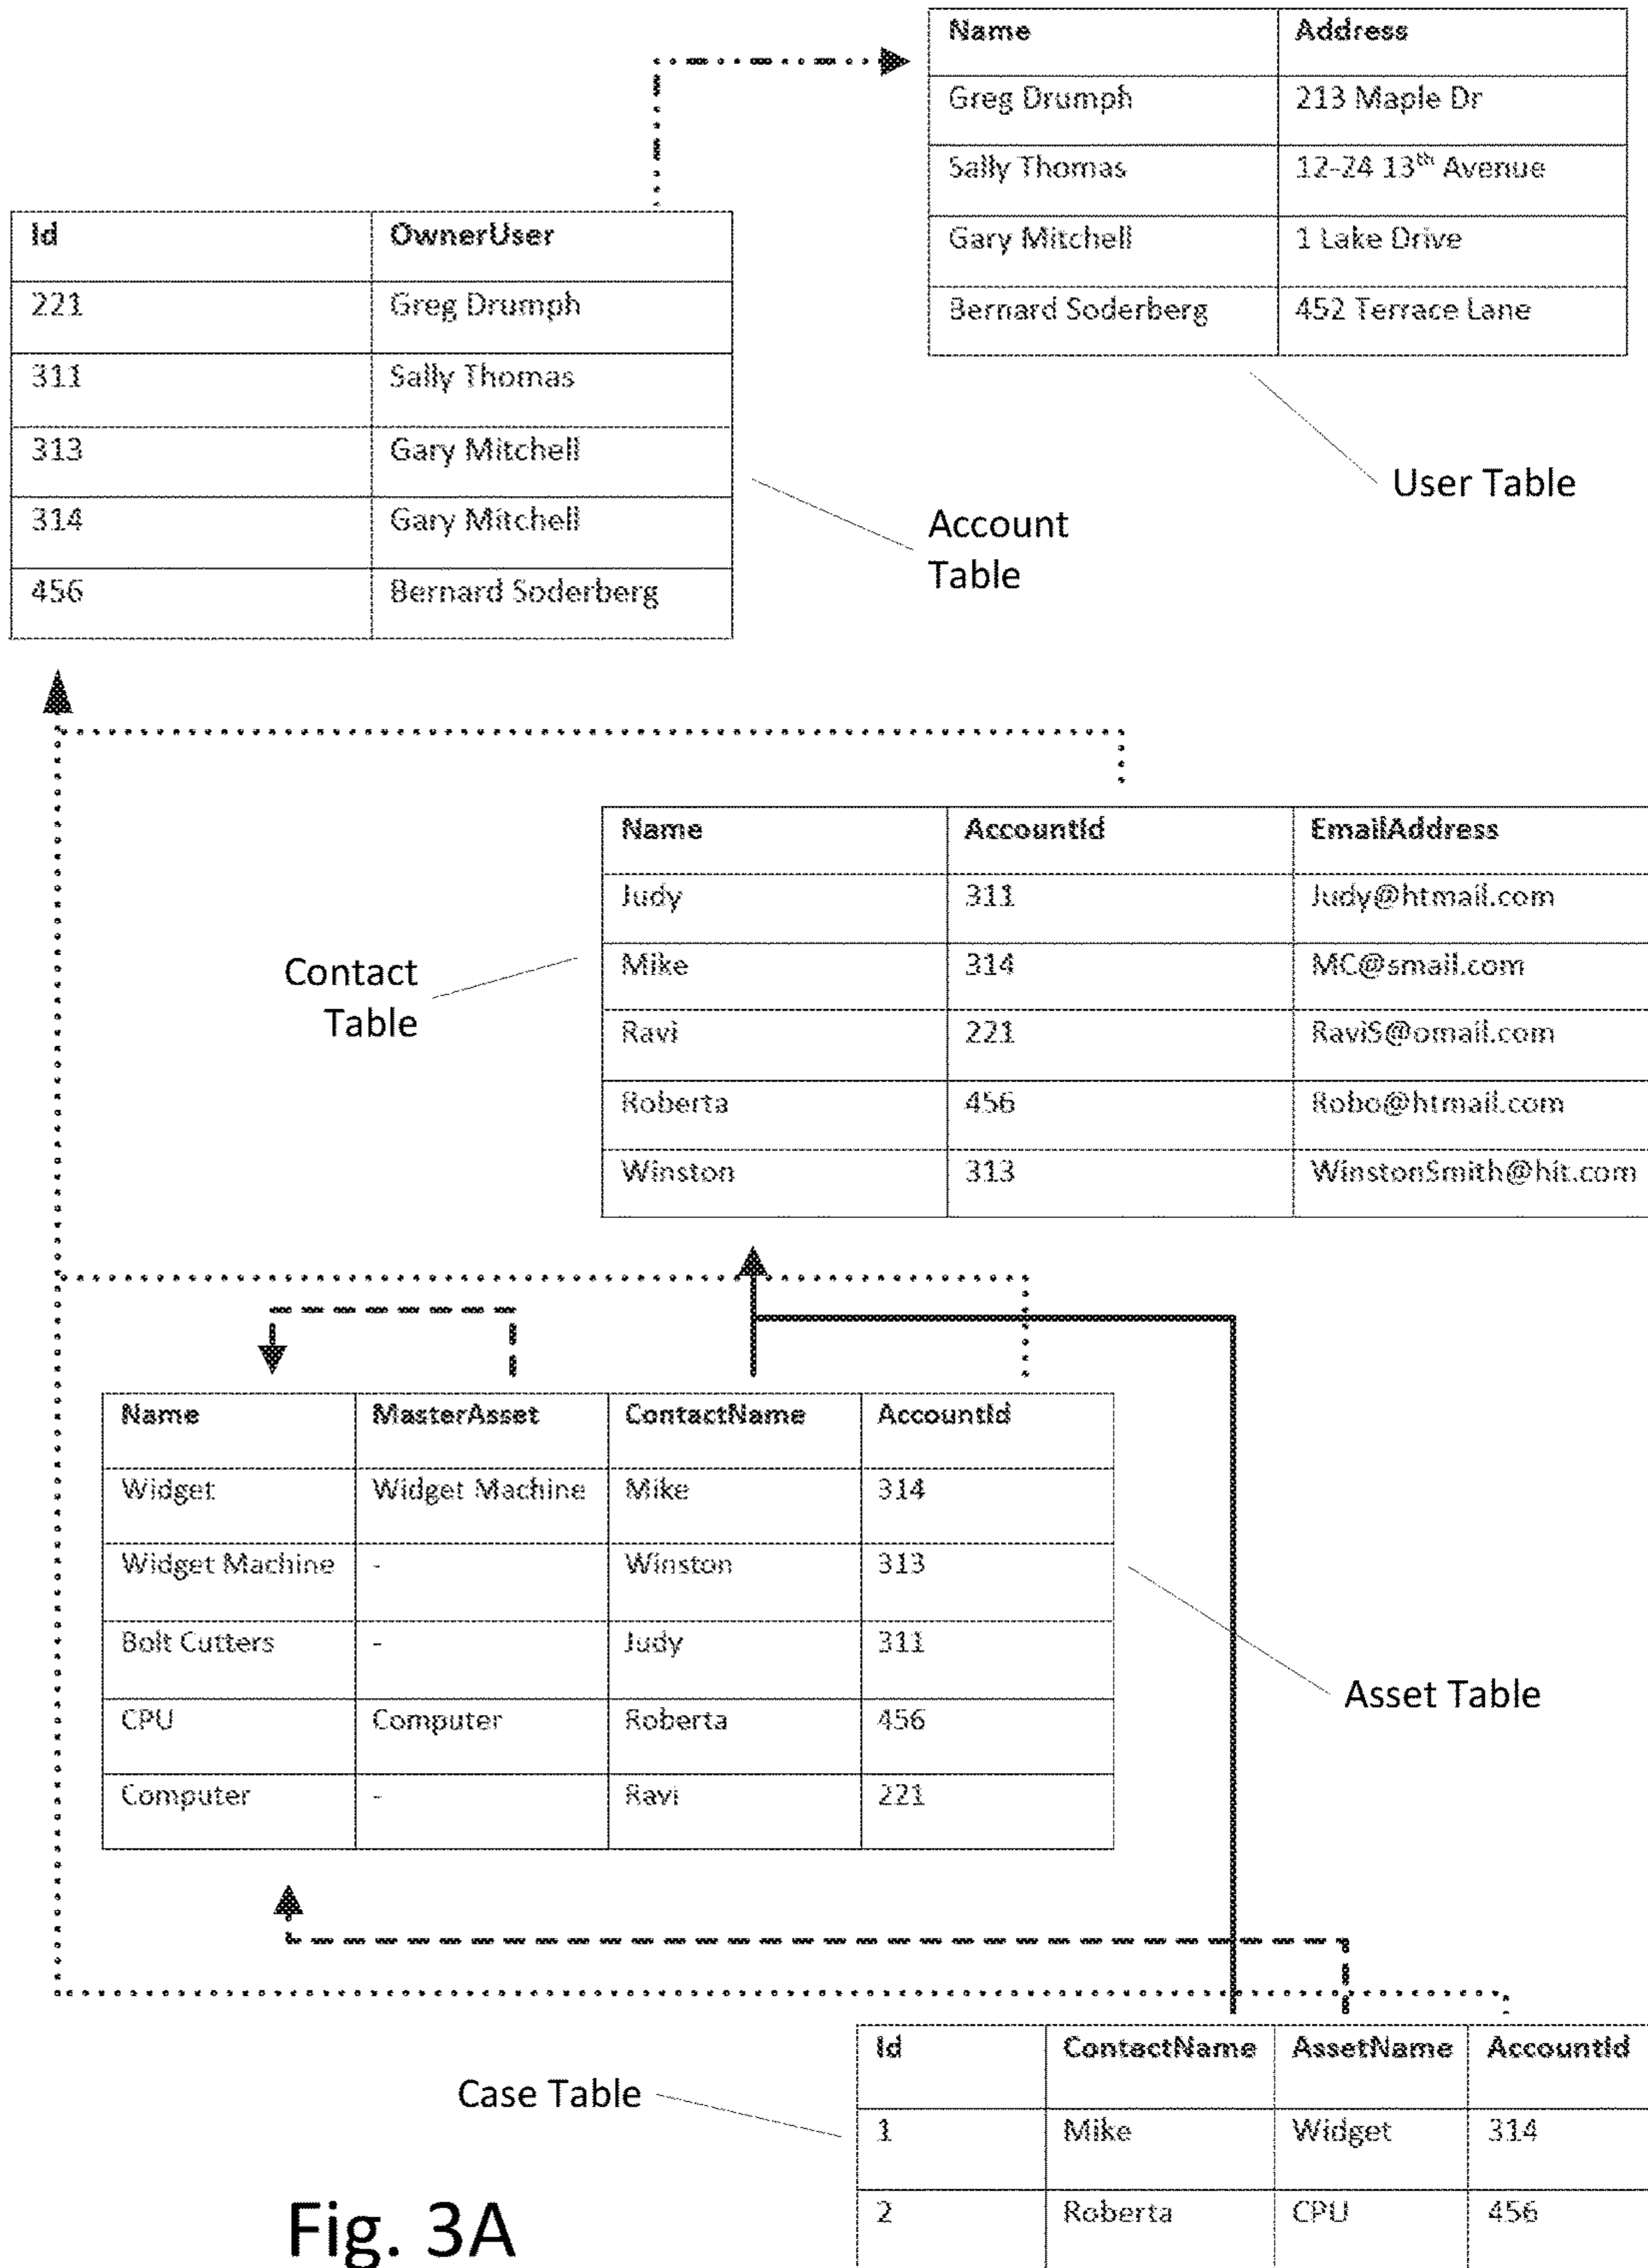 Name Address
Greg Drumph 213 Maple Dr
Sally Thomas 12-24 13th Avenue
Gary Mitchell 1 Lake Drive
Bernard Soderberg 452 Terrace Lane
User Table
Id OwnerUser
221 Greg Drumph
311 Sally Thomas
313 Gary Mitchell
314 Gary Mitchell
456 Bernard Soderberg
Account
Table
Name AccountId EmailAddress
Judy 311 Judy@htmail.com
Mike 314 MC@smail.com
Ravi 221 RaviS@omail.com
Roberta 456 Robo@htmail.com
Winston 313 WinstonSmith@hit.com
Contact
Table
Name MasterAsset ContactName AccountId
Widget Widget Machine Mike 314
Widget Machine - Winston 313
Bolt Cutters - Judy 311
CPU Computer Roberta 456
Computer - Ravi 221
Asset Table
Id ContactName AssetName AccountId
1 Mike Widget 314
2 Roberta CPU 456
Case Table
Fig. 3A